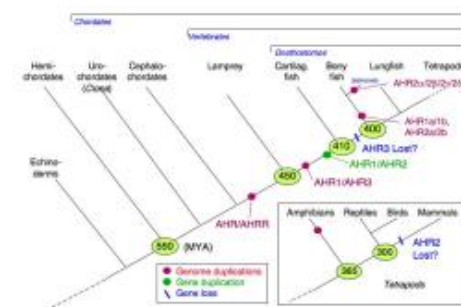 Chordates
Vertebrates
Gnathostomes
Hemi-
chordates
Uro-
chordates
(Ciona)
Cephalo-
chordates
Lamprey
Cartilag.
fish
Bony
fish
Lungfish
Tetrapods
AHR1α/1b,
AHR2α/2b
400
410
AHR3 Lost?
AHR1/AHR2
450
AHR1/AHR3
Echino-
derms
AHR/AHRR
550
(MYA)
Amphibians
Reptiles
Birds
Mammals
AHR2
Lost?
300
365
Tetrapods
Genome duplications
Gene duplication
Gene loss